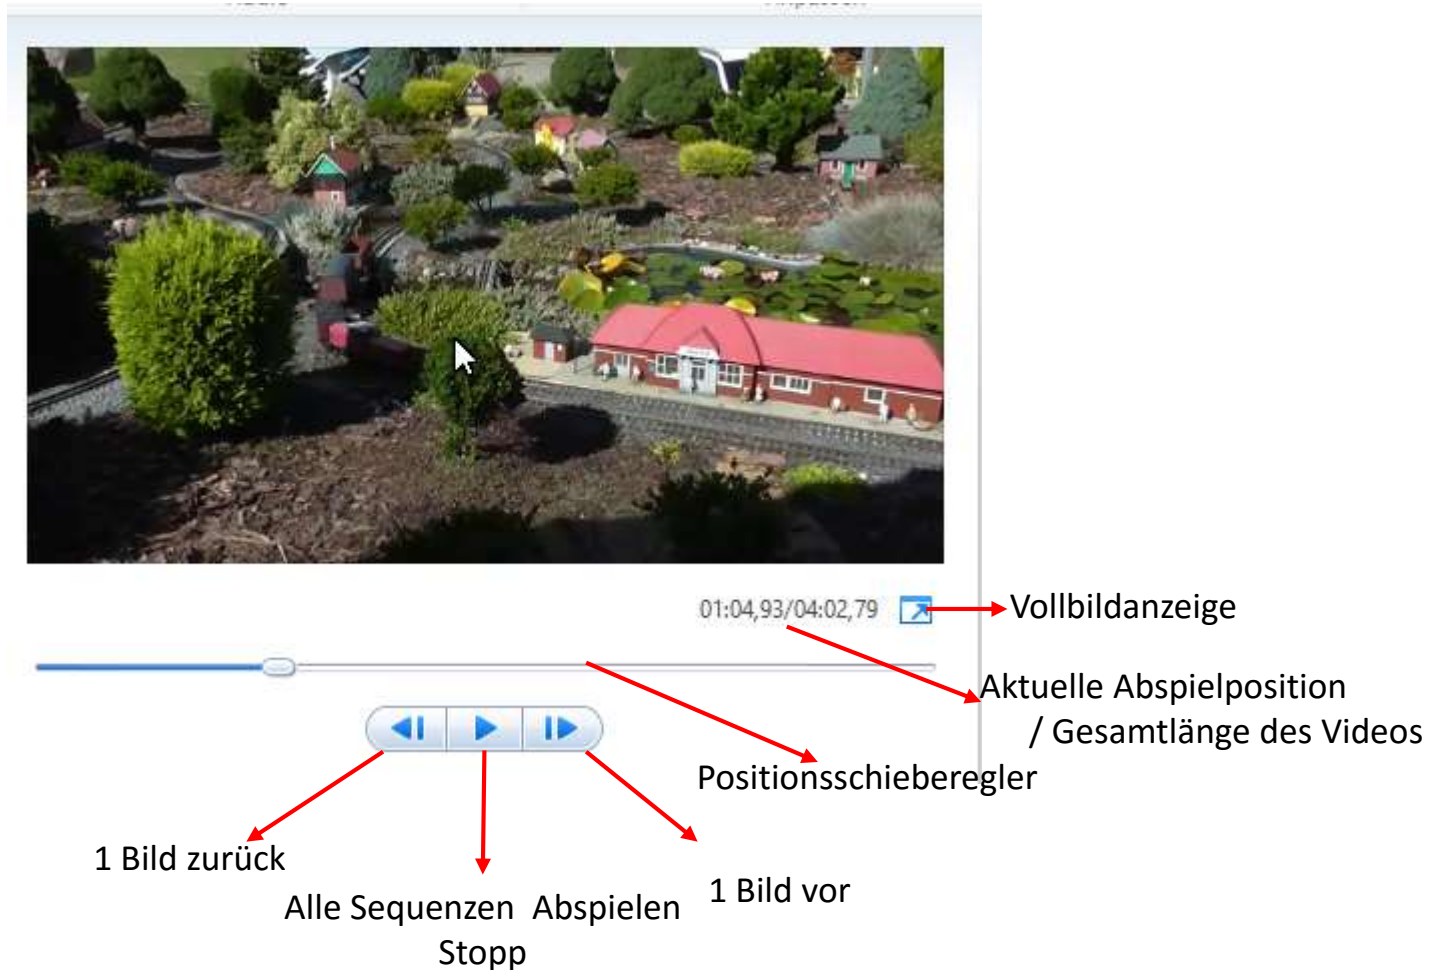 01:04,93/04:02,79
Vollbildanzeige
Aktuelle Abspielposition
/ Gesamtlänge des Videos
Positionsschieberegler
1 Bild zurück
1 Bild vor
Alle Sequenzen Abspielen
Stopp